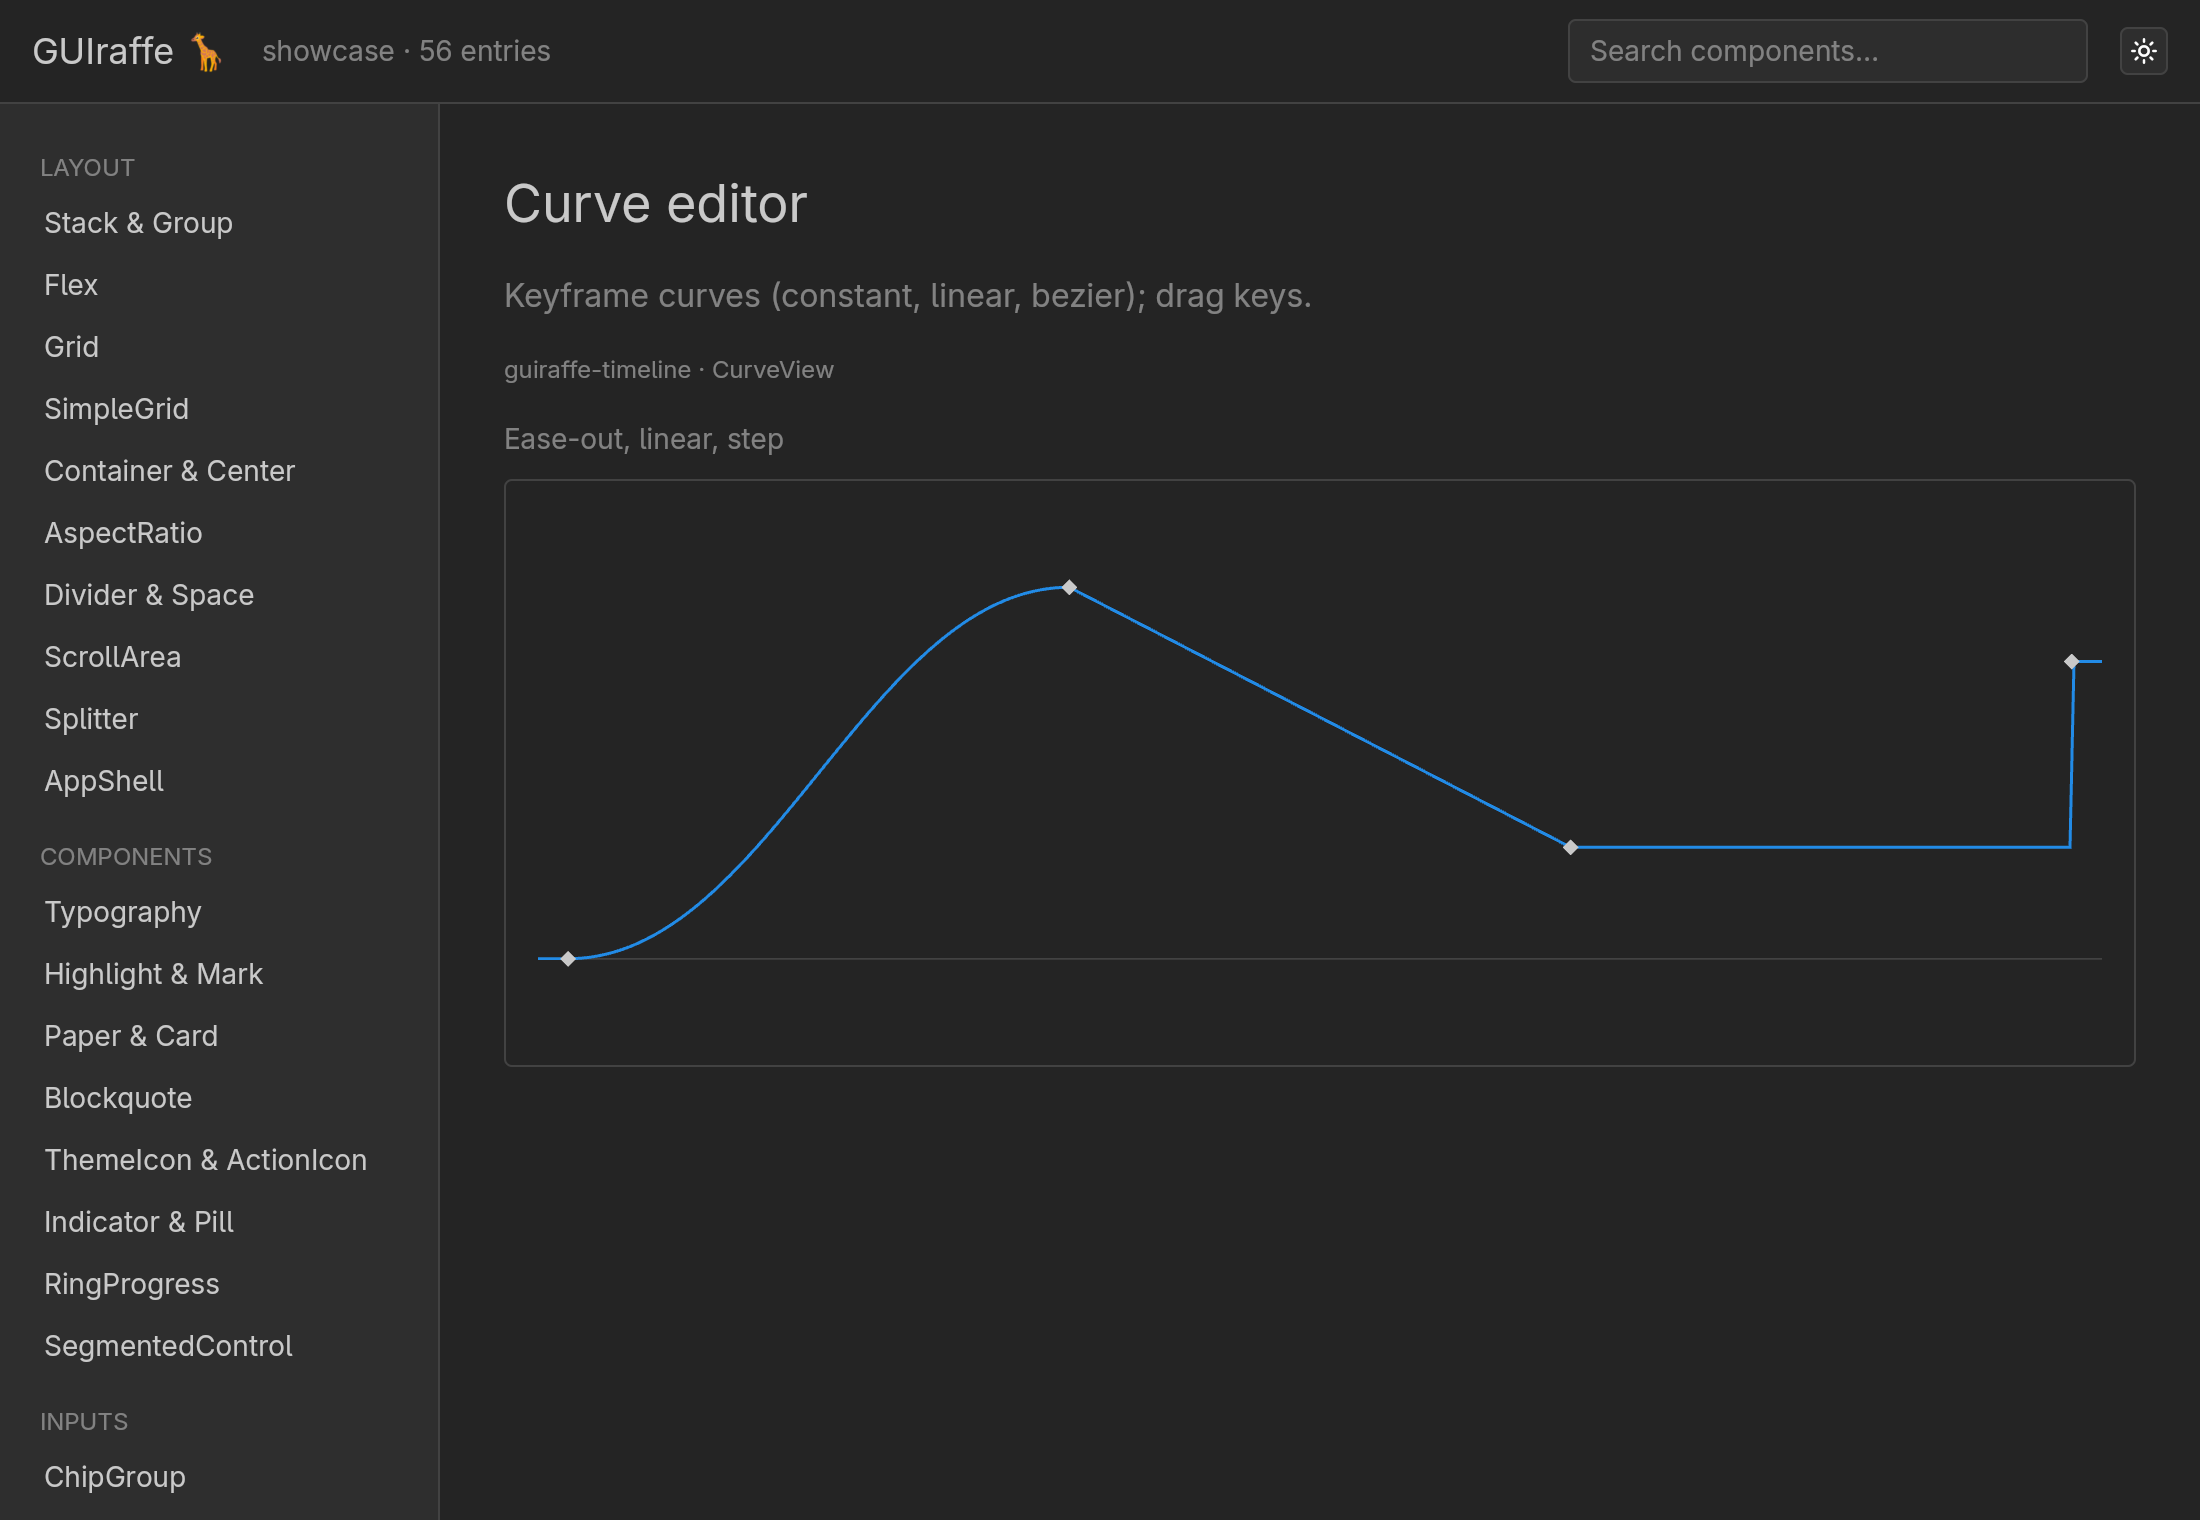 GUIraffe 🦒 showcase · 56 entries
Search components...
LAYOUT
Stack & Group
Flex
Grid
SimpleGrid
Container & Center
AspectRatio
Divider & Space
ScrollArea
Splitter
AppShell
COMPONENTS
Typography
Highlight & Mark
Paper & Card
Blockquote
ThemeIcon & ActionIcon
Indicator & Pill
RingProgress
SegmentedControl
INPUTS
ChipGroup
Curve editor
Keyframe curves (constant, linear, bezier); drag keys.
guiraffe-timeline · CurveView
Ease-out, linear, step